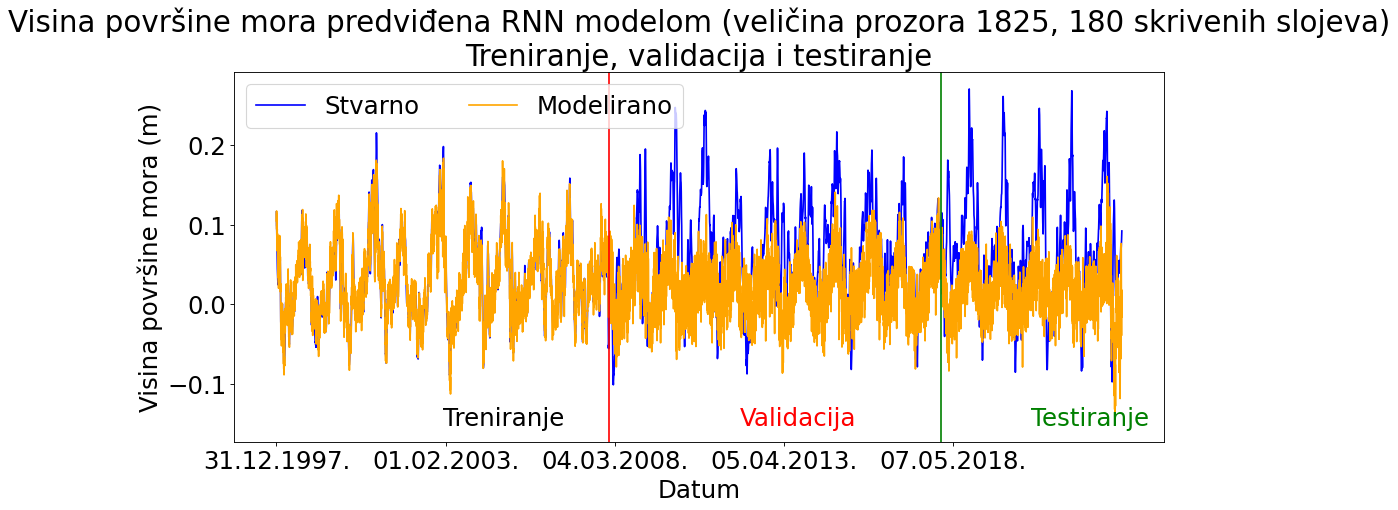 Visina površine mora predviđena RNN modelom (veličina prozora 1825, 180 skrivenih slojeva)
Treniranje, validacija i testiranje
Stvarno
Modelirano
Visina površine mora (m)
0.2
0.1
0.0
−0.1
Treniranje
Validacija
Testiranje
31.12.1997.
01.02.2003.
04.03.2008.
05.04.2013.
07.05.2018.
Datum